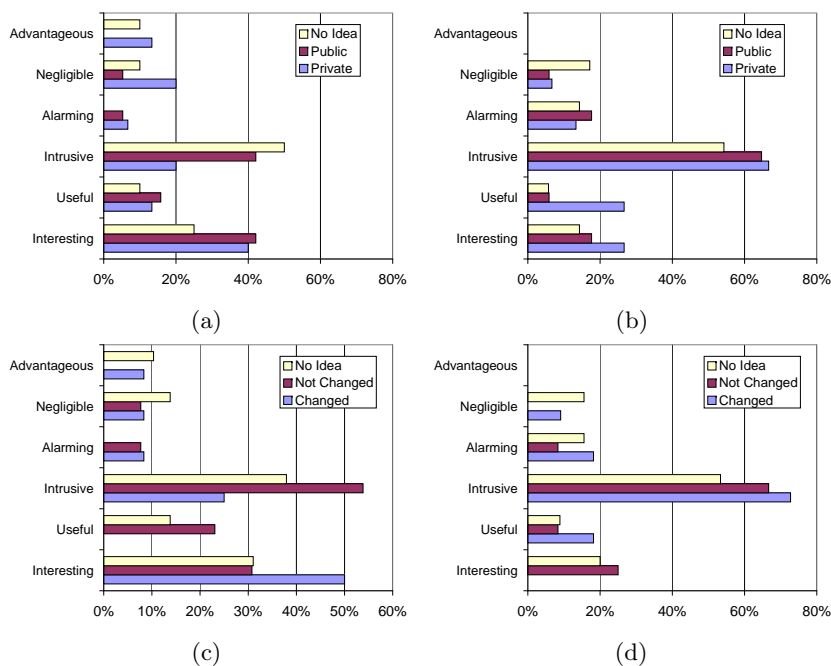 Advantageous
Negligible
Alarming
Intrusive
Useful
Interesting
0% 20% 40% 60% 80%
No Idea
Public
Private
(a)
Advantageous
Negligible
Alarming
Intrusive
Useful
Interesting
0% 20% 40% 60% 80%
No Idea
Public
Private
(b)
Advantageous
Negligible
Alarming
Intrusive
Useful
Interesting
0% 10% 20% 30% 40% 50% 60%
No Idea
Not Changed
Changed
(c)
Advantageous
Negligible
Alarming
Intrusive
Useful
Interesting
0% 20% 40% 60% 80%
No Idea
Not Changed
Changed
(d)